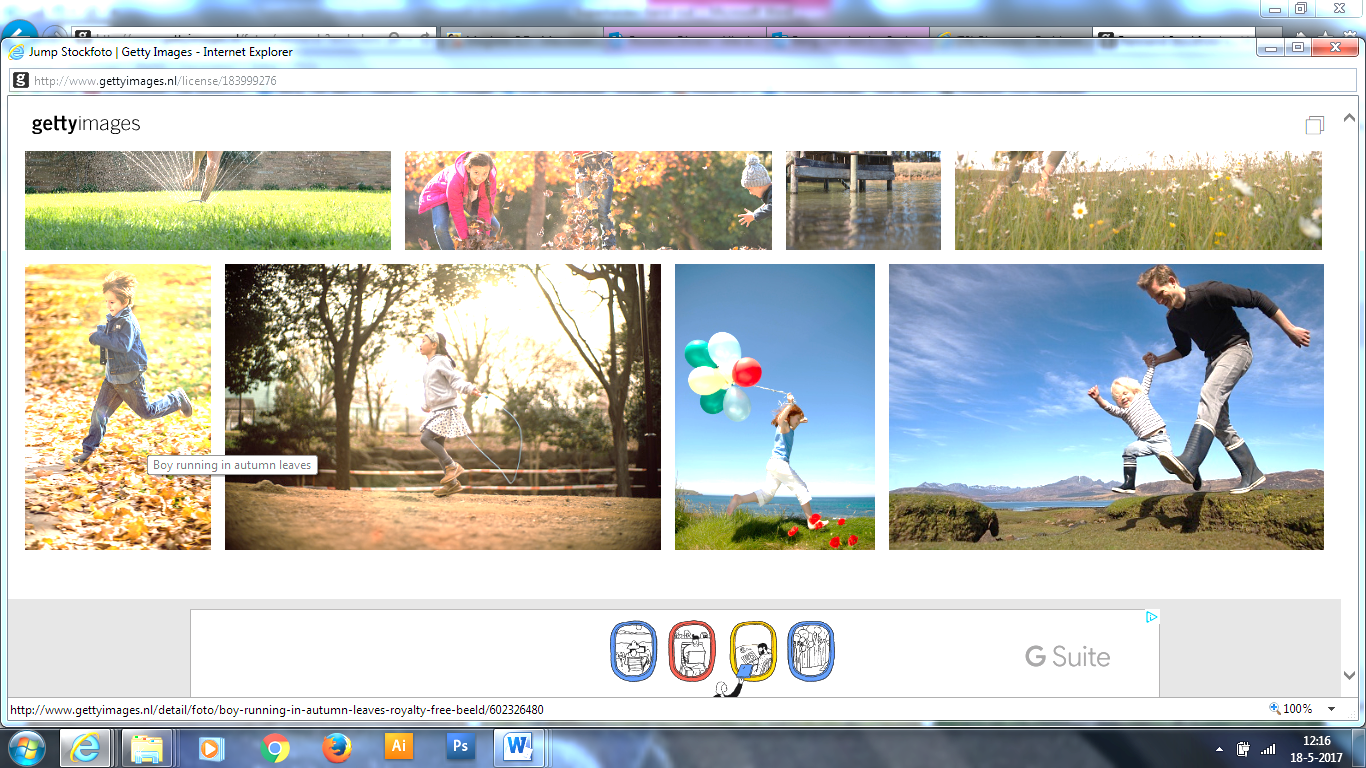 Jump Stockfoto | Getty Images - Internet Explorer
http://www.gettyimages.nl/license/183999276
gettyimages
Boy running in autumn leaves
G Suite
http://www.gettyimages.nl/detail/foto/boy-running-in-autumn-leaves-royalty-free-beeld/602326480
100%
Ai
Ps
W
12:16
18-5-2017